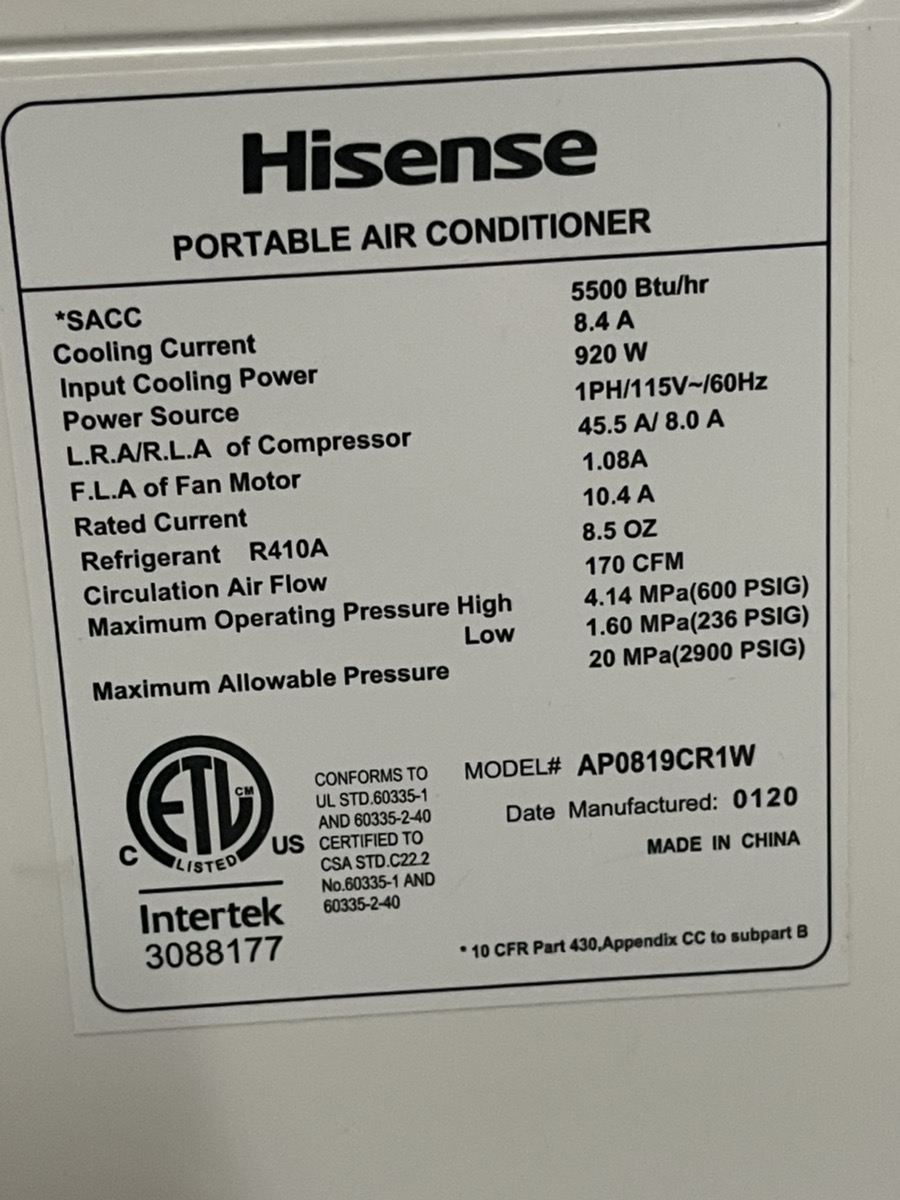 Hisense
PORTABLE AIR CONDITIONER
*SACC 5500 Btu/hr
Cooling Current 8.4 A
Input Cooling Power 920 W
Power Source 1PH/115V~/60Hz
L.R.A/R.L.A of Compressor 45.5 A/ 8.0 A
F.L.A of Fan Motor 1.08A
Rated Current 10.4 A
Refrigerant R410A 8.5 OZ
Circulation Air Flow 170 CFM
Maximum Operating Pressure High 4.14 MPa(600 PSIG)
Low 1.60 MPa(236 PSIG)
Maximum Allowable Pressure 20 MPa(2900 PSIG)
ETL CM
LISTED
C US
Intertek
3088177
CONFORMS TO
UL STD.60335-1
AND 60335-2-40
CERTIFIED TO
CSA STD.C22.2
No.60335-1 AND
60335-2-40
MODEL# AP0819CR1W
Date Manufactured: 0120
MADE IN CHINA
* 10 CFR Part 430,Appendix CC to subpart B